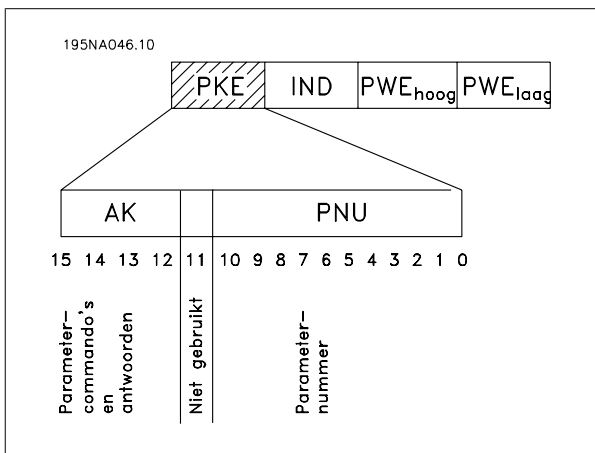 195NA046.10
PKE IND PWEhoog PWElaag
AK PNU
15 14 13 12 11 10 9 8 7 6 5 4 3 2 1 0
Parameter-
commando's
en
antwoorden
Niet gebruikt
Parameter-
nummer